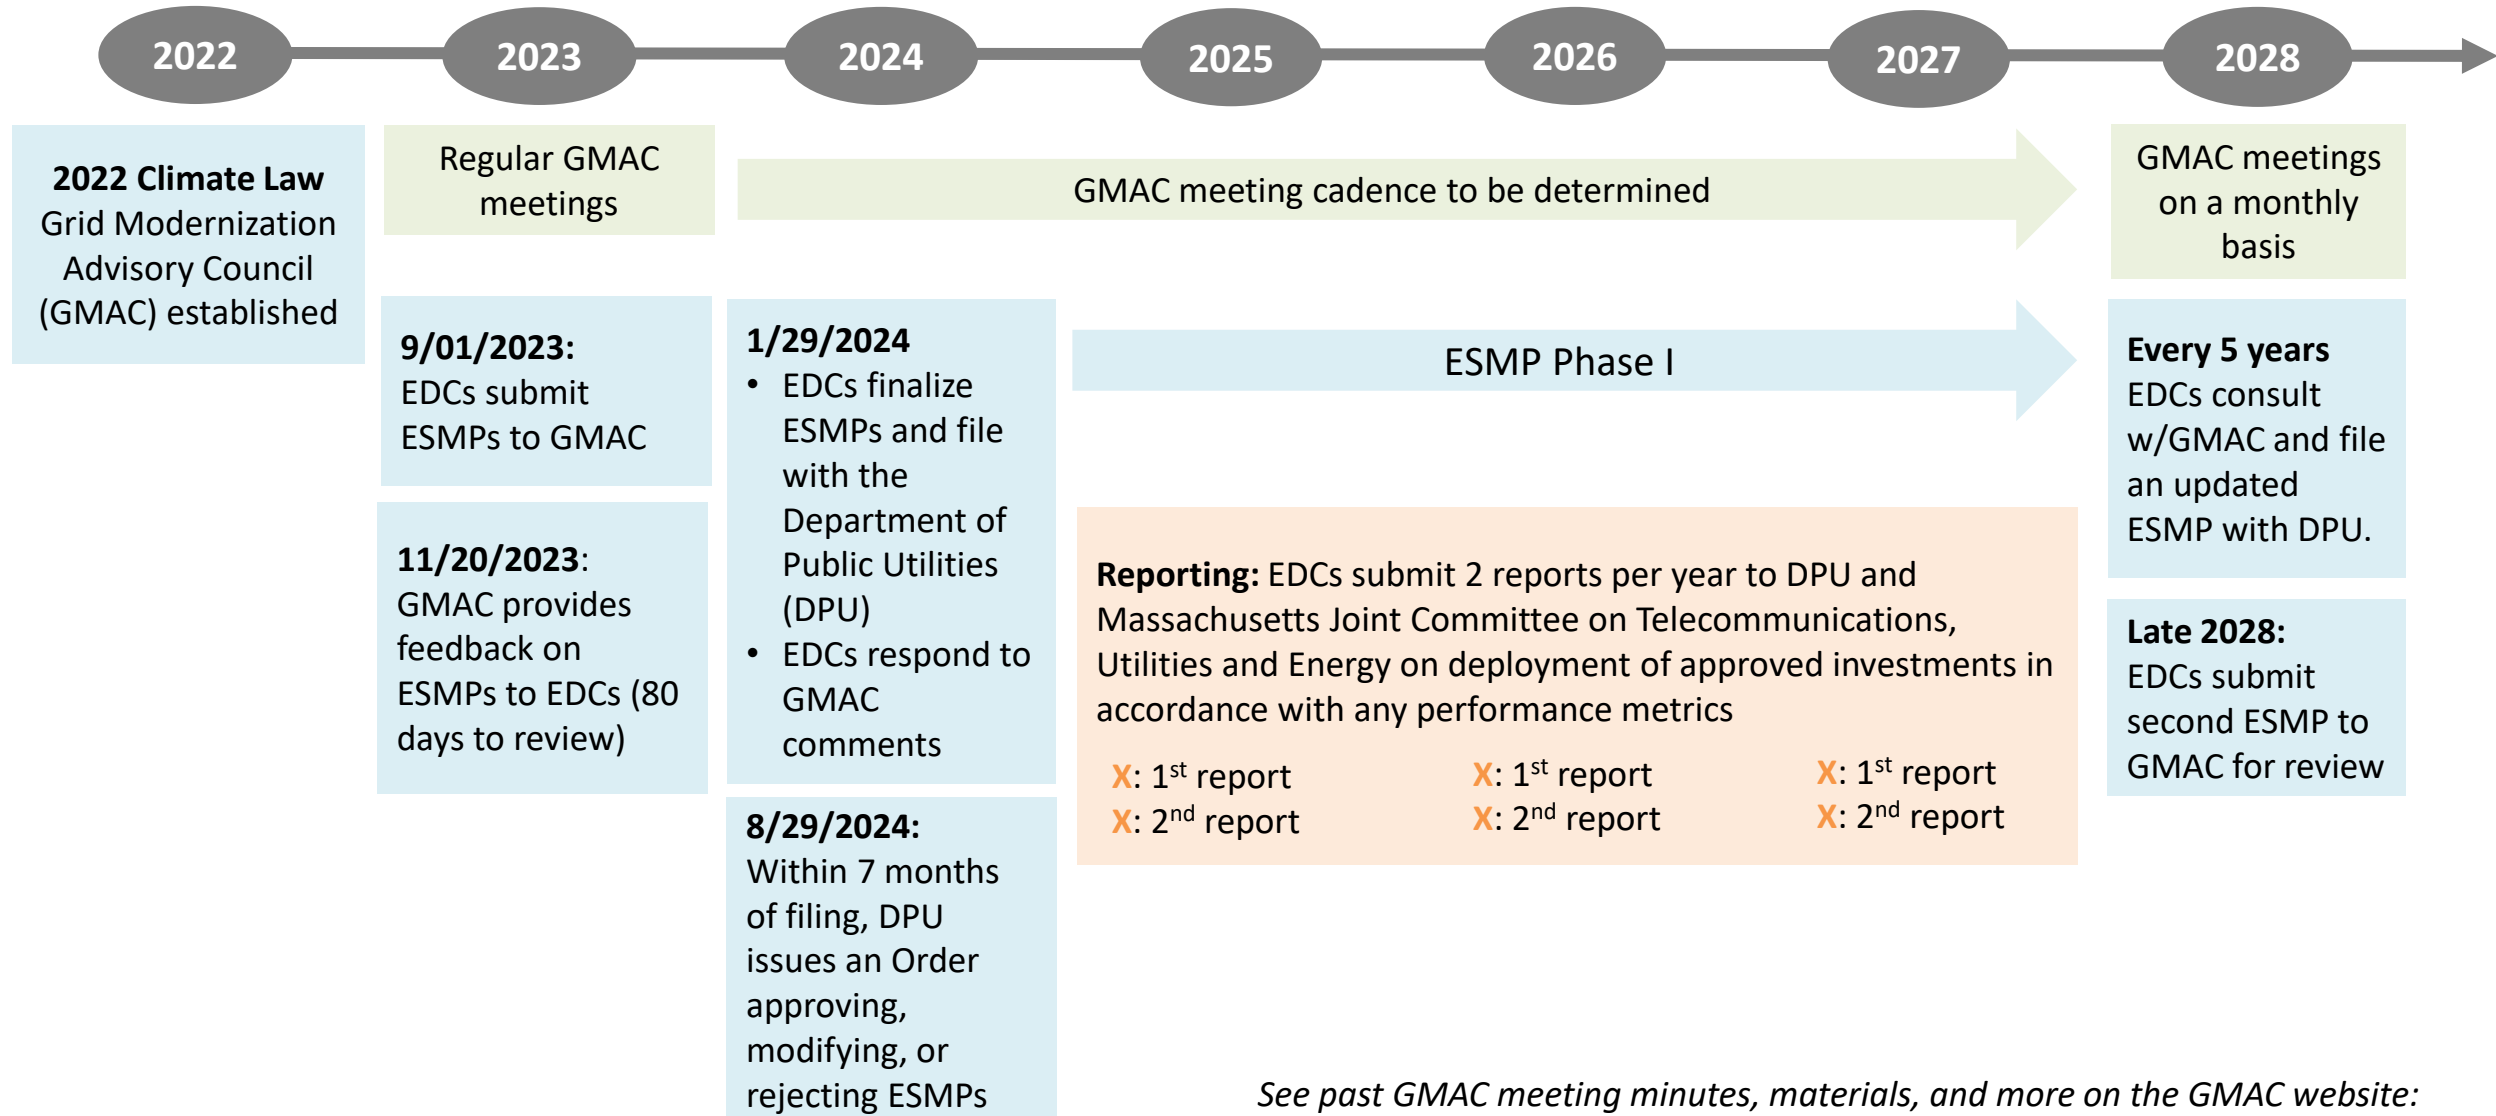 2022
2023
2024
2025
2026
2027
2028
2022 Climate Law
Grid Modernization
Advisory Council
(GMAC) established
Regular GMAC
meetings
GMAC meeting cadence to be determined
GMAC meetings
on a monthly
basis
9/01/2023:
EDCs submit
ESMPs to GMAC
11/20/2023:
GMAC provides
feedback on
ESMPs to EDCs (80
days to review)
1/29/2024
• EDCs finalize
ESMPs and file
with the
Department of
Public Utilities
(DPU)
• EDCs respond to
GMAC
comments
8/29/2024:
Within 7 months
of filing, DPU
issues an Order
approving,
modifying, or
rejecting ESMPs
ESMP Phase I
Reporting: EDCs submit 2 reports per year to DPU and
Massachusetts Joint Committee on Telecommunications,
Utilities and Energy on deployment of approved investments in
accordance with any performance metrics
X: 1st report
X: 2nd report
X: 1st report
X: 2nd report
X: 1st report
X: 2nd report
Every 5 years
EDCs consult
w/GMAC and file
an updated
ESMP with DPU.
Late 2028:
EDCs submit
second ESMP to
GMAC for review
See past GMAC meeting minutes, materials, and more on the GMAC website: